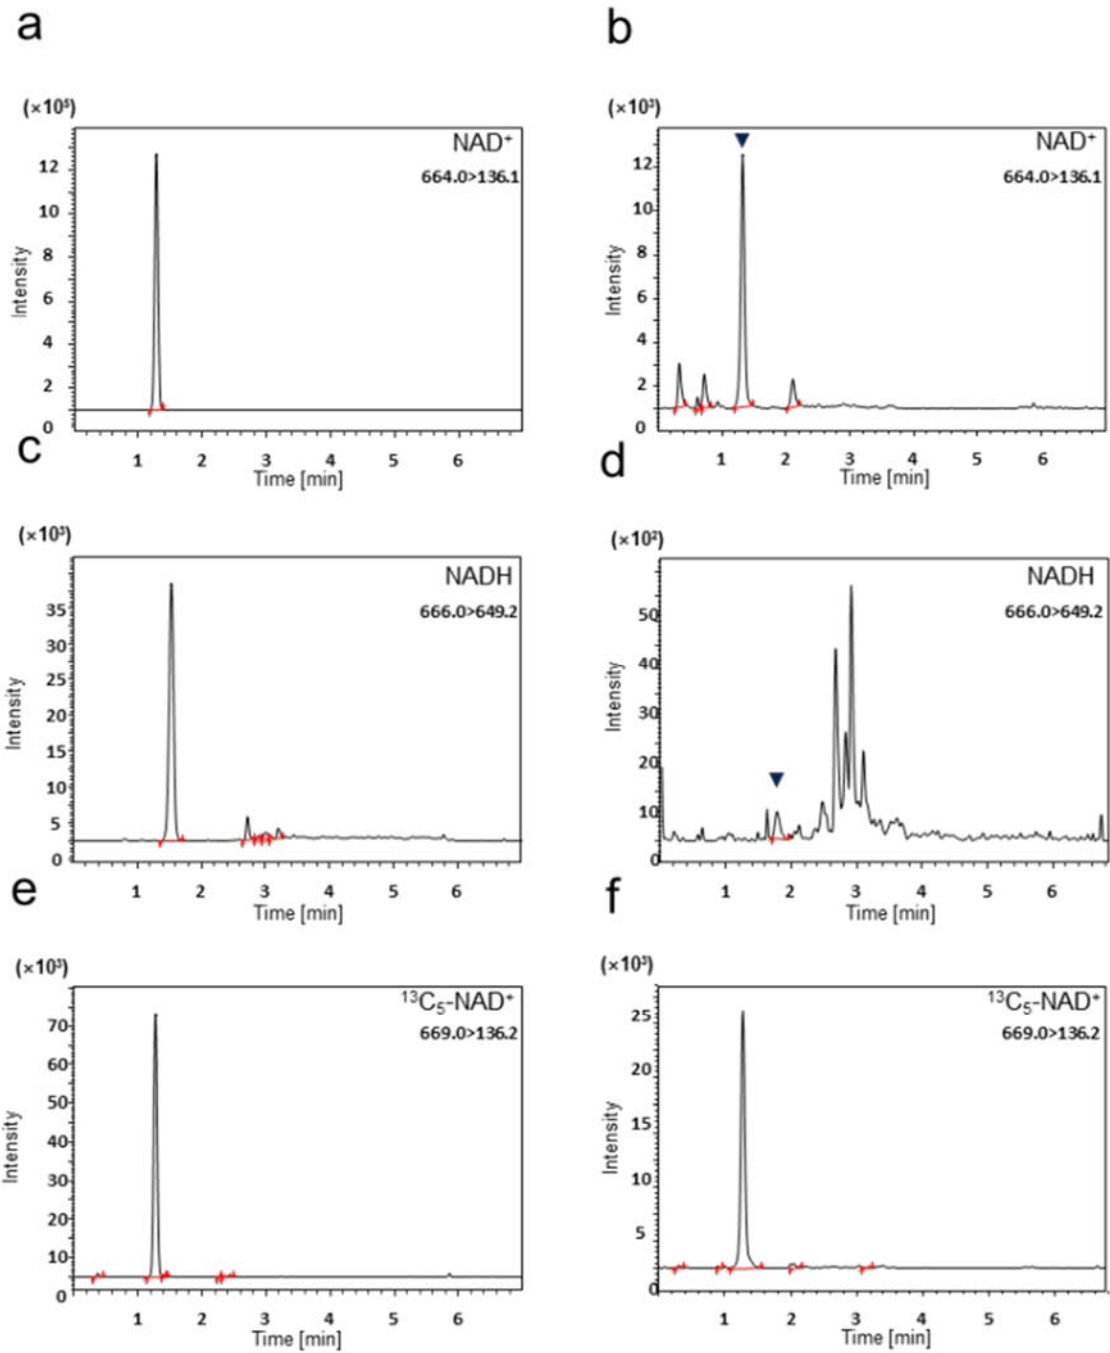 a
(×10⁵)
NAD⁺
664.0>136.1
12
10
8
6
4
2
0
Intensity
1 2 3 4 5 6
Time [min]
b
(×10³)
NAD⁺
664.0>136.1
12
10
8
6
4
2
0
Intensity
1 2 3 4 5 6
Time [min]
c
(×10³)
NADH
666.0>649.2
35
30
25
20
15
10
5
0
Intensity
1 2 3 4 5 6
Time [min]
d
(×10²)
NADH
666.0>649.2
50
40
30
20
10
0
Intensity
1 2 3 4 5 6
Time [min]
e
(×10³)
¹³C₅-NAD⁺
669.0>136.2
70
60
50
40
30
20
10
0
Intensity
1 2 3 4 5 6
Time [min]
f
(×10³)
¹³C₅-NAD⁺
669.0>136.2
25
20
15
10
5
0
Intensity
1 2 3 4 5 6
Time [min]